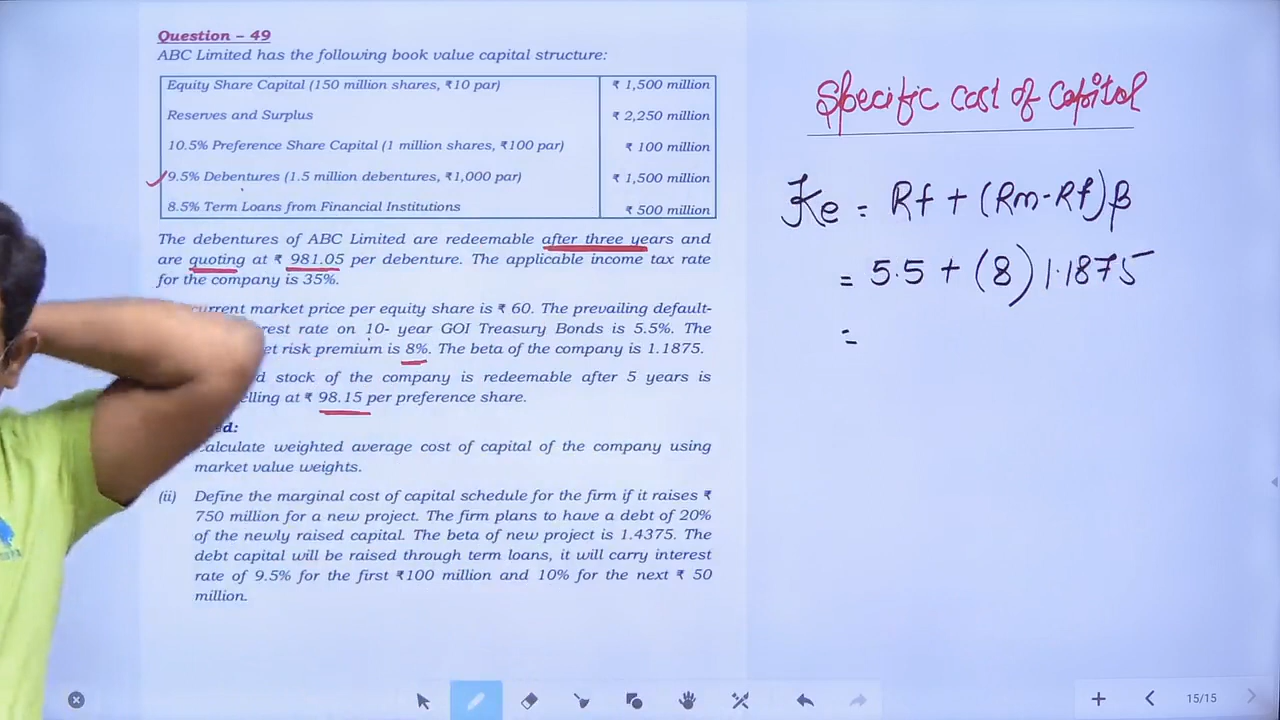 Question – 49
ABC Limited has the following book value capital structure:
Equity Share Capital (150 million shares, ₹10 par) ₹ 1,500 million
Reserves and Surplus ₹ 2,250 million
10.5% Preference Share Capital (1 million shares, ₹100 par) ₹ 100 million
9.5% Debentures (1.5 million debentures, ₹1,000 par) ₹ 1,500 million
8.5% Term Loans from Financial Institutions ₹ 500 million
The debentures of ABC Limited are redeemable after three years and
are quoting at ₹ 981.05 per debenture. The applicable income tax rate
for the company is 35%.
current market price per equity share is ₹ 60. The prevailing default-
rest rate on 10- year GOI Treasury Bonds is 5.5%. The
et risk premium is 8%. The beta of the company is 1.1875.
d stock of the company is redeemable after 5 years is
elling at ₹ 98.15 per preference share.
ed:
Calculate weighted average cost of capital of the company using
market value weights.
(ii) Define the marginal cost of capital schedule for the firm if it raises ₹
750 million for a new project. The firm plans to have a debt of 20%
of the newly raised capital. The beta of new project is 1.4375. The
debt capital will be raised through term loans, it will carry interest
rate of 9.5% for the first ₹100 million and 10% for the next ₹ 50
million.
Specific cost of capital
Ke = Rf + (Rm-Rf) β
= 5.5 + (8) 1.1875
=
15/15